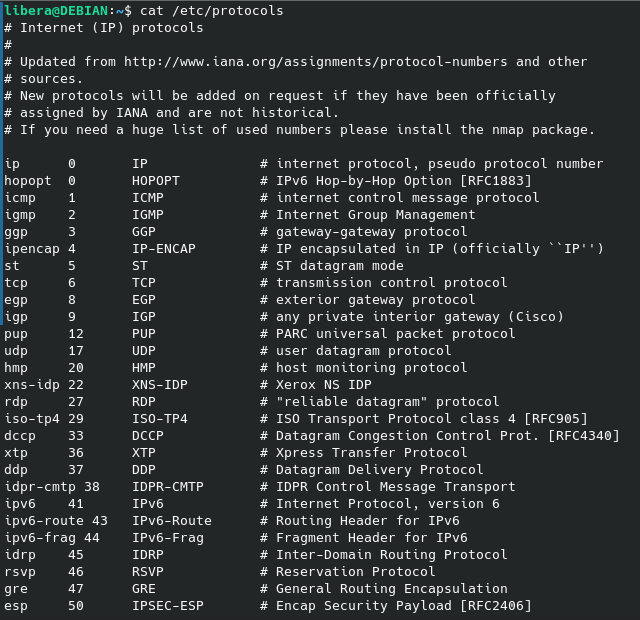 libera@DEBIAN:~$ cat /etc/protocols
# Internet (IP) protocols
#
# Updated from http://www.iana.org/assignments/protocol-numbers and other
# sources.
# New protocols will be added on request if they have been officially
# assigned by IANA and are not historical.
# If you need a huge list of used numbers please install the nmap package.

ip      0       IP              # internet protocol, pseudo protocol number
hopopt  0       HOPOPT          # IPv6 Hop-by-Hop Option [RFC1883]
icmp    1       ICMP            # internet control message protocol
igmp    2       IGMP            # Internet Group Management
ggp     3       GGP             # gateway-gateway protocol
ipencap 4       IP-ENCAP        # IP encapsulated in IP (officially ``IP'')
st      5       ST              # ST datagram mode
tcp     6       TCP             # transmission control protocol
egp     8       EGP             # exterior gateway protocol
igp     9       IGP             # any private interior gateway (Cisco)
pup     12      PUP             # PARC universal packet protocol
udp     17      UDP             # user datagram protocol
hmp     20      HMP             # host monitoring protocol
xns-idp 22      XNS-IDP         # Xerox NS IDP
rdp     27      RDP             # "reliable datagram" protocol
iso-tp4 29      ISO-TP4         # ISO Transport Protocol class 4 [RFC905]
dccp    33      DCCP            # Datagram Congestion Control Prot. [RFC4340]
xtp     36      XTP             # Xpress Transfer Protocol
ddp     37      DDP             # Datagram Delivery Protocol
idpr-cmtp 38    IDPR-CMTP       # IDPR Control Message Transport
ipv6    41      IPv6            # Internet Protocol, version 6
ipv6-route 43   IPv6-Route      # Routing Header for IPv6
ipv6-frag 44    IPv6-Frag       # Fragment Header for IPv6
idrp    45      IDRP            # Inter-Domain Routing Protocol
rsvp    46      RSVP            # Reservation Protocol
gre     47      GRE             # General Routing Encapsulation
esp     50      IPSEC-ESP       # Encap Security Payload [RFC2406]